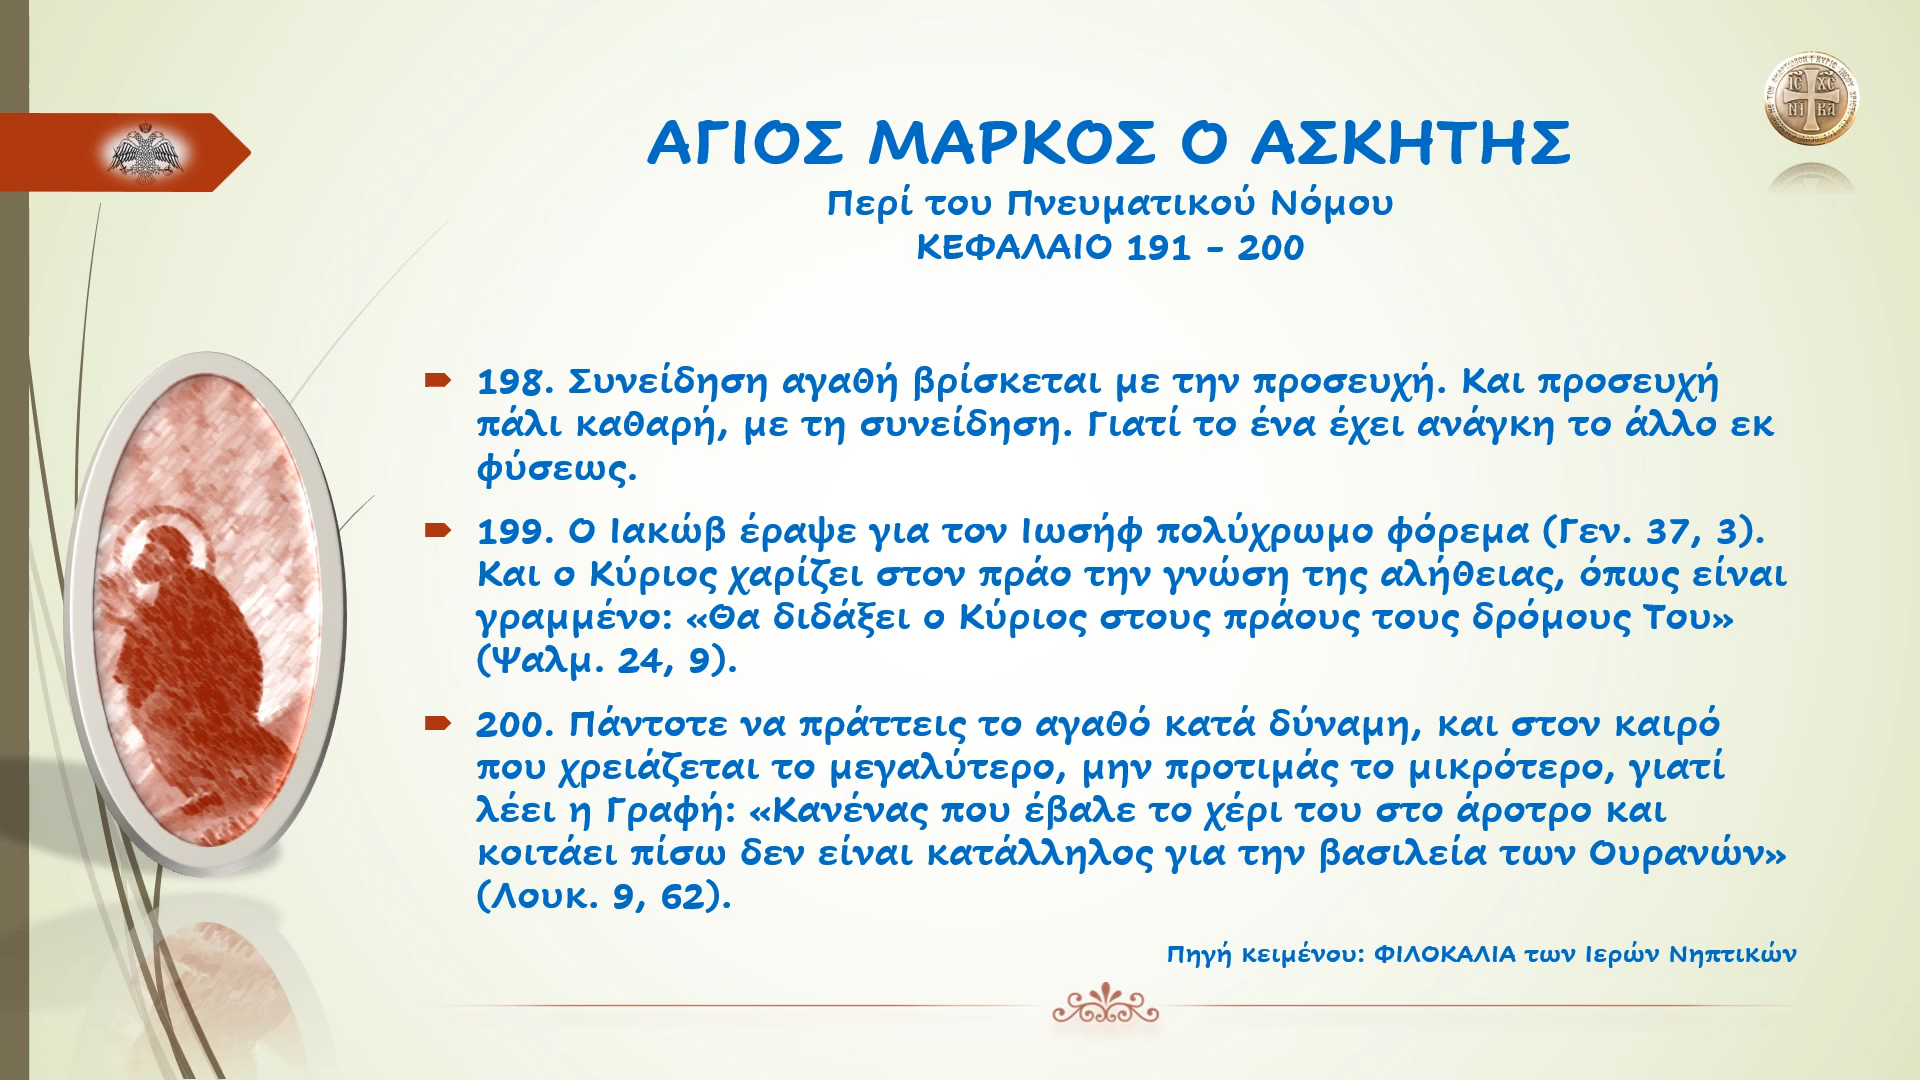 ΑΓΙΟΣ ΜΑΡΚΟΣ Ο ΑΣΚΗΤΗΣ
Περί του Πνευματικού Νόμου
ΚΕΦΑΛΑΙΟ 191 – 200
198. Συνείδηση αγαθή βρίσκεται με την προσευχή. Και προσευχή
πάλι καθαρή, με τη συνείδηση. Γιατί το ένα έχει ανάγκη το άλλο εκ
φύσεως.
199. Ο Ιακώβ έραψε για τον Ιωσήφ πολύχρωμο φόρεμα (Γεν. 37, 3).
Και ο Κύριος χαρίζει στον πράο την γνώση της αλήθειας, όπως είναι
γραμμένο: «Θα διδάξει ο Κύριος στους πράους τους δρόμους Του»
(Ψαλμ. 24, 9).
200. Πάντοτε να πράττεις το αγαθό κατά δύναμη, και στον καιρό
που χρειάζεται το μεγαλύτερο, μην προτιμάς το μικρότερο, γιατί
λέει η Γραφή: «Κανένας που έβαλε το χέρι του στο άροτρο και
κοιτάει πίσω δεν είναι κατάλληλος για την βασιλεία των Ουρανών»
(Λουκ. 9, 62).
Πηγή κειμένου: ΦΙΛΟΚΑΛΙΑ των Ιερών Νηπτικών
IC XC
NI KA